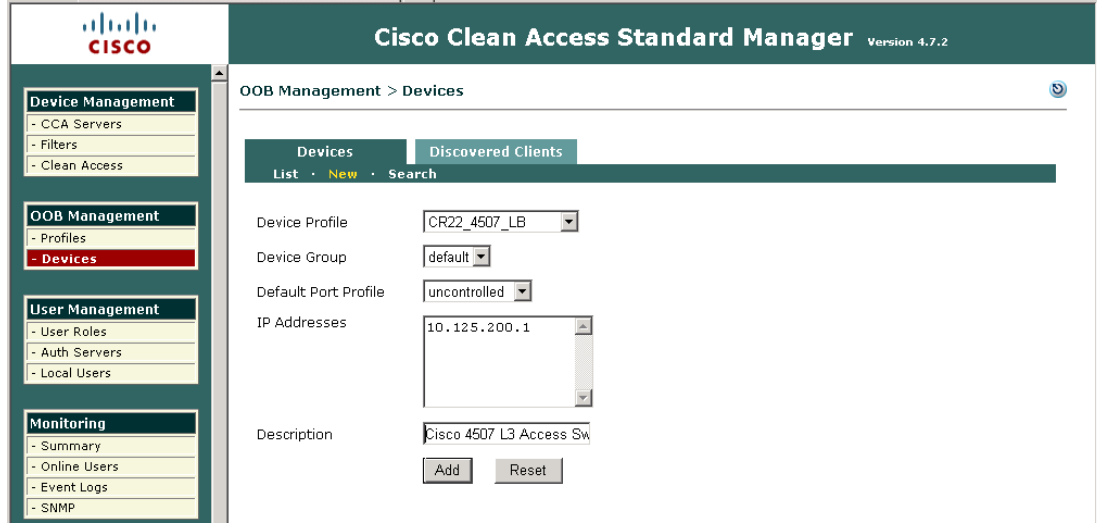 CISCO
Cisco Clean Access Standard Manager Version 4.7.2
Device Management
- CCA Servers
- Filters
- Clean Access
OOB Management
- Profiles
- Devices
User Management
- User Roles
- Auth Servers
- Local Users
Monitoring
- Summary
- Online Users
- Event Logs
- SNMP
OOB Management > Devices
Devices Discovered Clients
List · New · Search
Device Profile CR22_4507_LB
Device Group default
Default Port Profile uncontrolled
IP Addresses 10.125.200.1
Description Cisco 4507 L3 Access Sw
Add Reset